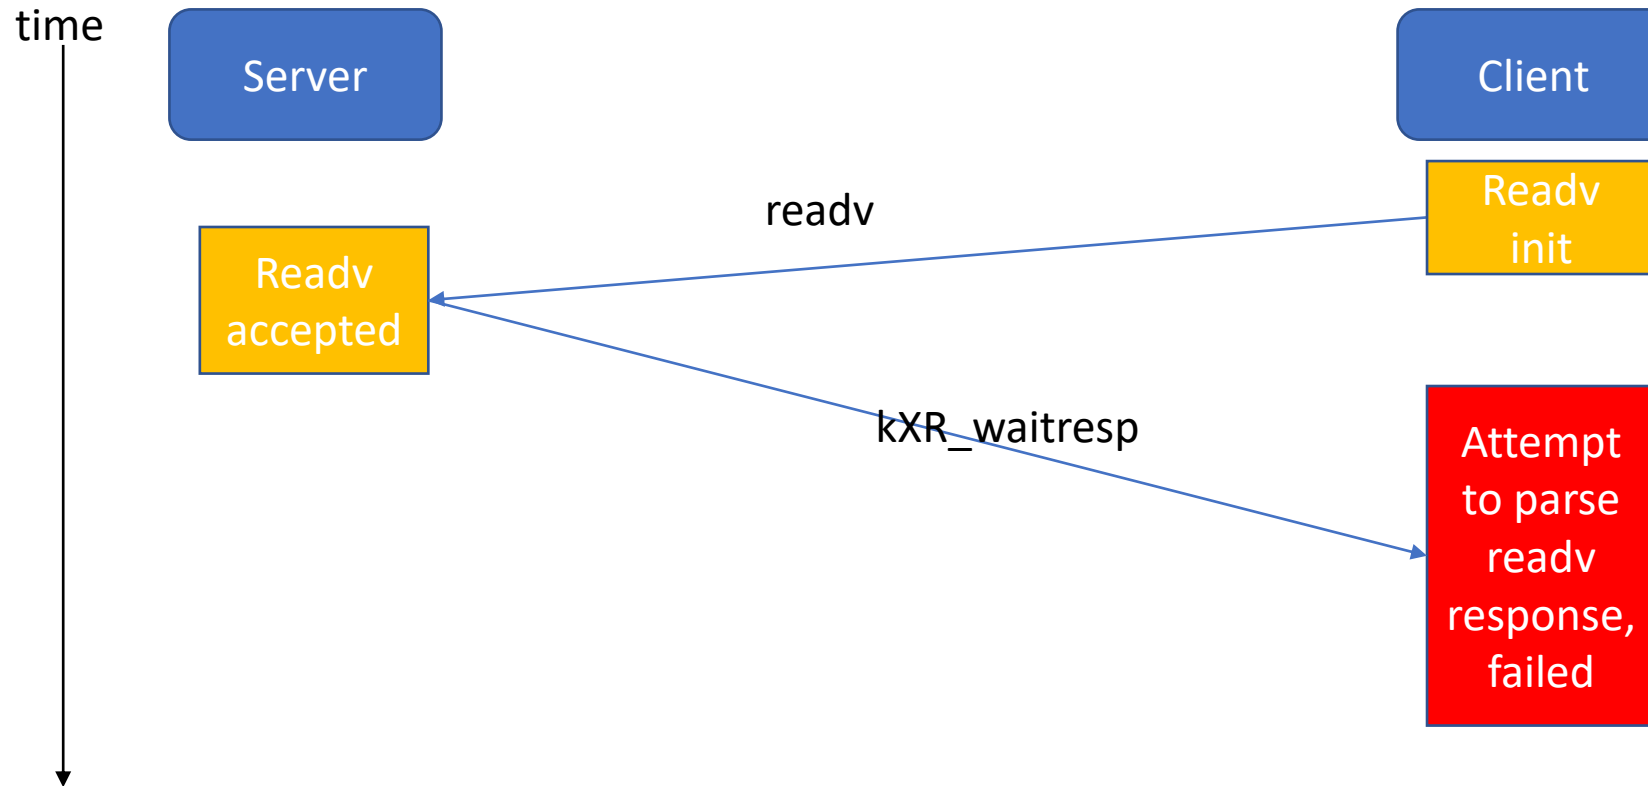 time
Server
Client
Readv
init
readv
Readv
accepted
kXR_waitresp
Attempt
to parse
readv
response,
failed